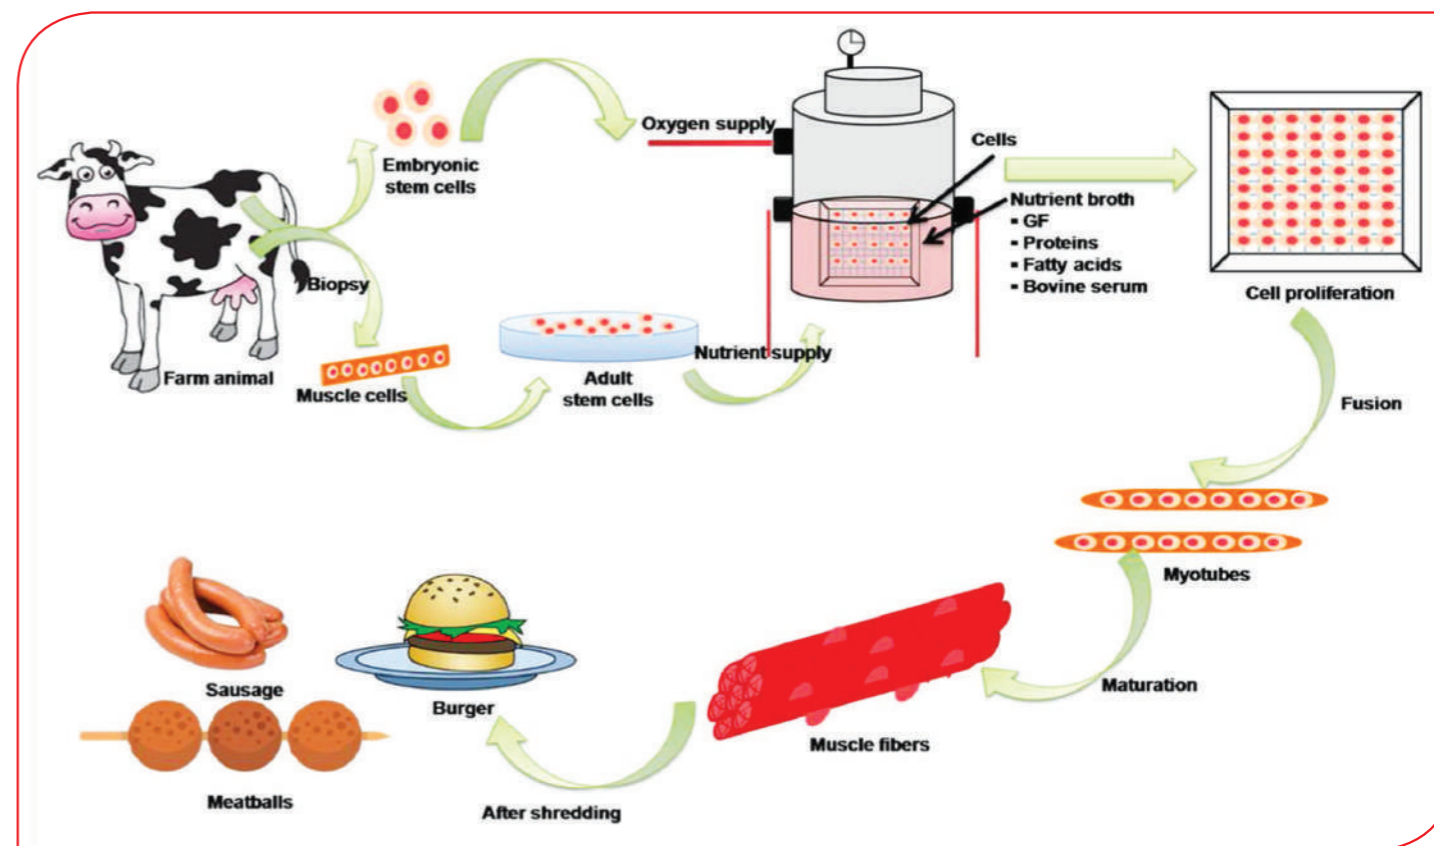 Embryonic
stem cells
Biopsy
Farm animal
Muscle cells
Adult
stem cells
Oxygen supply
Nutrient supply
Cells
Nutrient broth
▪ GF
▪ Proteins
▪ Fatty acids
▪ Bovine serum
Cell proliferation
Fusion
Myotubes
Maturation
Muscle fibers
After shredding
Burger
Sausage
Meatballs